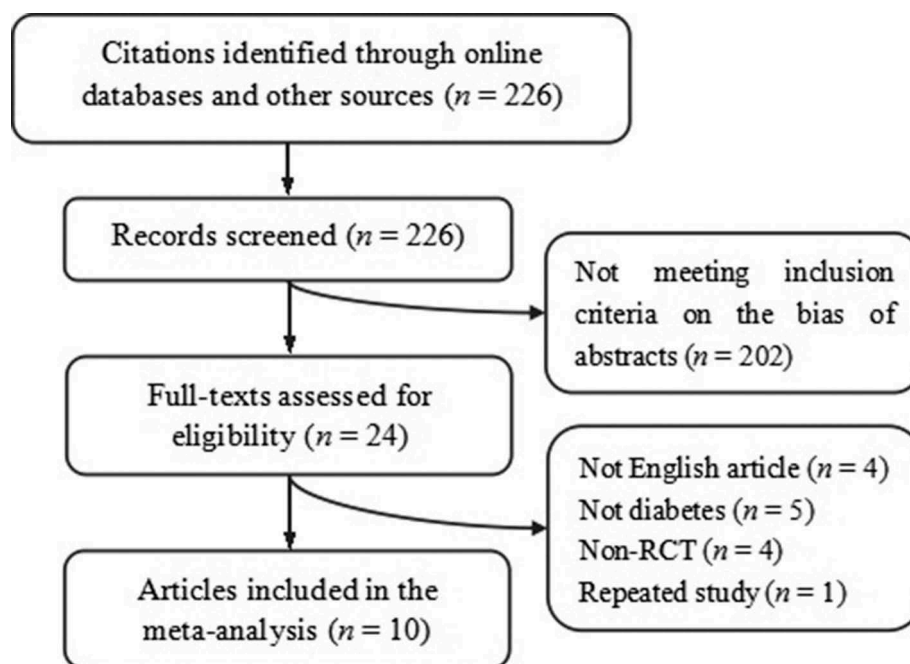 Citations identified through online
databases and other sources (n = 226)
Records screened (n = 226)
Not meeting inclusion
criteria on the bias of
abstracts (n = 202)
Full-texts assessed for
eligibility (n = 24)
Not English article (n = 4)
Not diabetes (n = 5)
Non-RCT (n = 4)
Repeated study (n = 1)
Articles included in the
meta-analysis (n = 10)